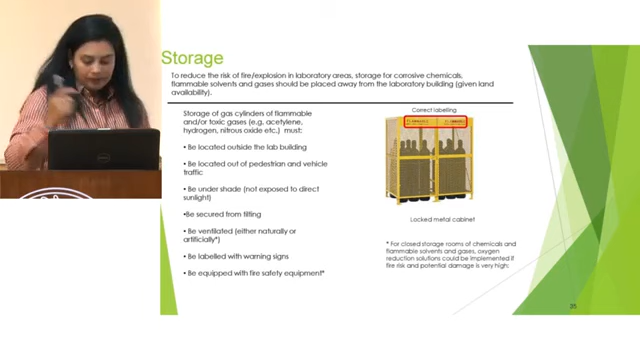 Storage
To reduce the risk of fire/explosion in laboratory areas, storage for corrosive chemicals,
flammable solvents and gases should be placed away from the laboratory building (given land
availability).
Storage of gas cylinders of flammable
and/or toxic gases (e.g. acetylene,
hydrogen, nitrous oxide etc.) must:
• Be located outside the lab building
• Be located out of pedestrian and vehicle
traffic
• Be under shade (not exposed to direct
sunlight)
•Be secured from tilting
• Be ventilated (either naturally or
artificially*)
• Be labelled with warning signs
• Be equipped with fire safety equipment*
Correct labelling
Locked metal cabinet
* For closed storage rooms of chemicals and
flammable solvents and gases, oxygen
reduction solutions could be implemented if
fire risk and potential damage is very high;